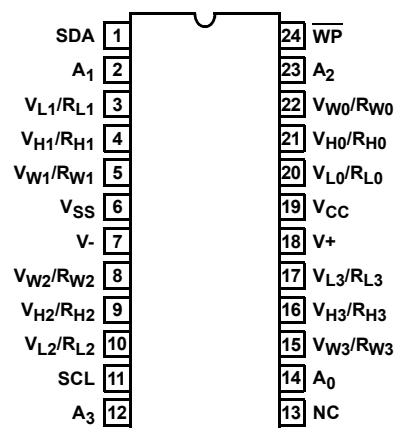 SDA 1 24 WP
A1 2 23 A2
VL1/RL1 3 22 VW0/RW0
VH1/RH1 4 21 VH0/RH0
VW1/RW1 5 20 VL0/RL0
VSS 6 19 VCC
V- 7 18 V+
VW2/RW2 8 17 VL3/RL3
VH2/RH2 9 16 VH3/RH3
VL2/RL2 10 15 VW3/RW3
SCL 11 14 A0
A3 12 13 NC